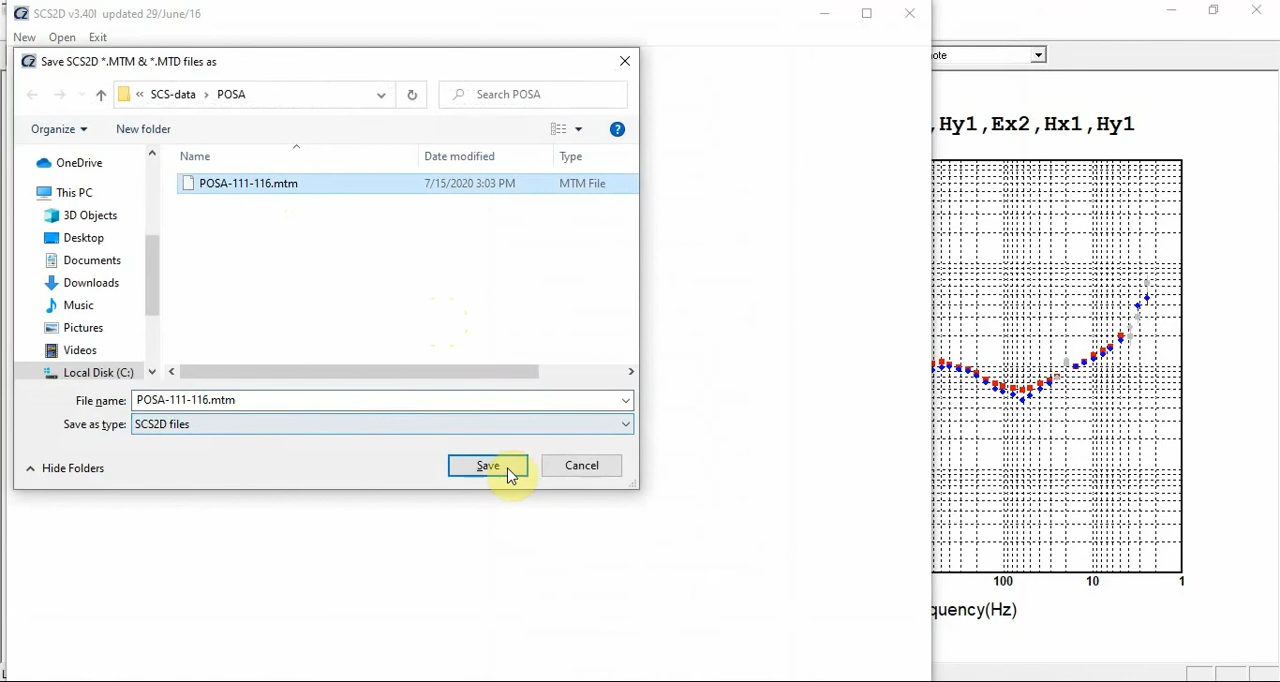 SCS2D v3.40I updated 29/June/16
New Open Exit
Save SCS2D *.MTM & *.MTD files as
« SCS-data › POSA
Search POSA
Organize New folder
Name Date modified Type
POSA-111-116.mtm 7/15/2020 3:03 PM MTM File
OneDrive
This PC
3D Objects
Desktop
Documents
Downloads
Music
Pictures
Videos
Local Disk (C:)
File name: POSA-111-116.mtm
Save as type: SCS2D files
Hide Folders
Save Cancel
ote
,Hy1,Ex2,Hx1,Hy1
100 10 1
quency(Hz)